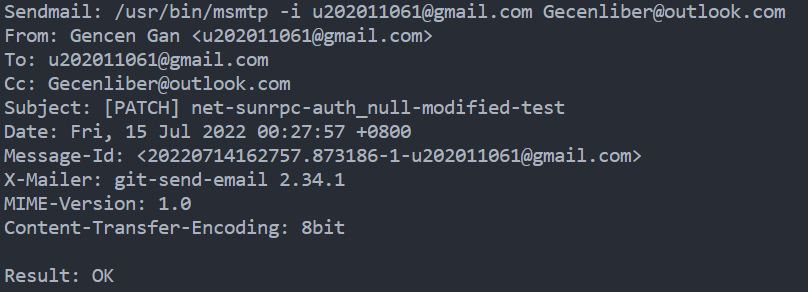 Sendmail: /usr/bin/msmtp -i u202011061@gmail.com Gecenliber@outlook.com
From: Gencen Gan <u202011061@gmail.com>
To: u202011061@gmail.com
Cc: Gecenliber@outlook.com
Subject: [PATCH] net-sunrpc-auth_null-modified-test
Date: Fri, 15 Jul 2022 00:27:57 +0800
Message-Id: <20220714162757.873186-1-u202011061@gmail.com>
X-Mailer: git-send-email 2.34.1
MIME-Version: 1.0
Content-Transfer-Encoding: 8bit
Result: OK